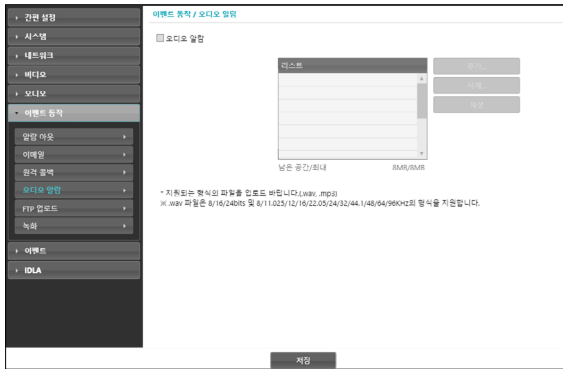 간편 설정
시스템
네트워크
비디오
오디오
이벤트 동작
알람 아웃
이메일
원격 콜백
오디오 알람
FTP 업로드
녹화
이벤트
IDLA
이벤트 동작 / 오디오 알람
오디오 알람
리스트
추가...
삭제...
재생
남은 공간/최대 8MB/8MB
* 지원되는 형식의 파일을 업로드 바랍니다.(.wav, .mp3)
※ .wav 파일은 8/16/24bits 및 8/11.025/12/16/22.05/24/32/44.1/48/64/96KHz의 형식을 지원합니다.
저장